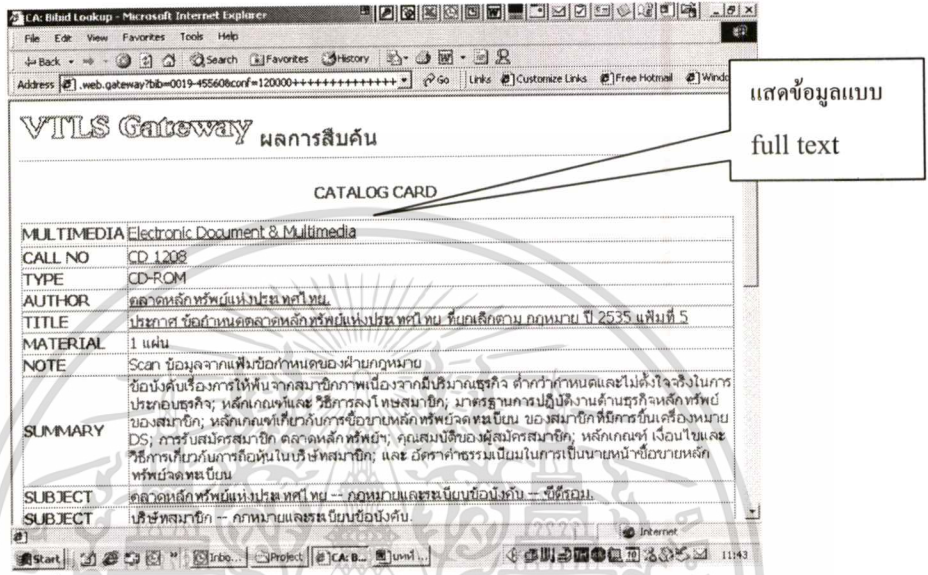 CA: Bibid Lookup - Microsoft Internet Explorer
File Edit View Favorites Tools Help
Back Search Favorites History
Address .web.gateway?bib=0019-45560&conf=120000+++++++++++++++ Go Links Customize Links Free Hotmail Windo
แสดข้อมูลแบบ
full text
VTLS Gateway ผลการสืบค้น
CATALOG CARD
MULTIMEDIA Electronic Document & Multimedia
CALL NO CD 1208
TYPE CD-ROM
AUTHOR ตลาดหลักทรัพย์แห่งประเทศไทย.
TITLE ประกาศ ข้อกำหนดตลาดหลักทรัพย์แห่งประเทศไทย ที่ยกเลิกตาม กฎหมาย ปี 2535 แฟ้มที่ 5
MATERIAL 1 แผ่น
NOTE Scan ข้อมูลจากแฟ้มข้อกำหนดของฝ่ายกฎหมาย
ข้อบังคับเรื่องการให้พ้นจากสมาชิกภาพเนื่องจากมีปริมาณธุรกิจ ต่ำกว่ากำหนดและไม่ตั้งใจจริงในการ
ประกอบธุรกิจ; หลักเกณฑ์และ วิธีการลงโทษสมาชิก; มาตรฐานการปฏิบัติงานด้านธุรกิจหลักทรัพย์
ของสมาชิก; หลักเกณฑ์เกี่ยวกับการซื้อขายหลักทรัพย์จดทะเบียน ของสมาชิกที่มีการขึ้นเครื่องหมาย
SUMMARY
DS; การรับสมัครสมาชิก ตลาดหลักทรัพย์ฯ; คุณสมบัติของผู้สมัครสมาชิก; หลักเกณฑ์ เงื่อนไขและ
วิธีการเกี่ยวกับการถือหุ้นในบริษัทสมาชิก; และ อัตราค่าธรรมเนียมในการเป็นนายหน้าซื้อขายหลัก
ทรัพย์จดทะเบียน
SUBJECT ตลาดหลักทรัพย์แห่งประเทศไทย -- กฎหมายและระเบียบข้อบังคับ -- ซีดีรอม.
SUBJECT บริษัทสมาชิก -- กฎหมายและระเบียบข้อบังคับ.
Internet
Start Inbo... Project CA: B... บทที่ ... 11:43